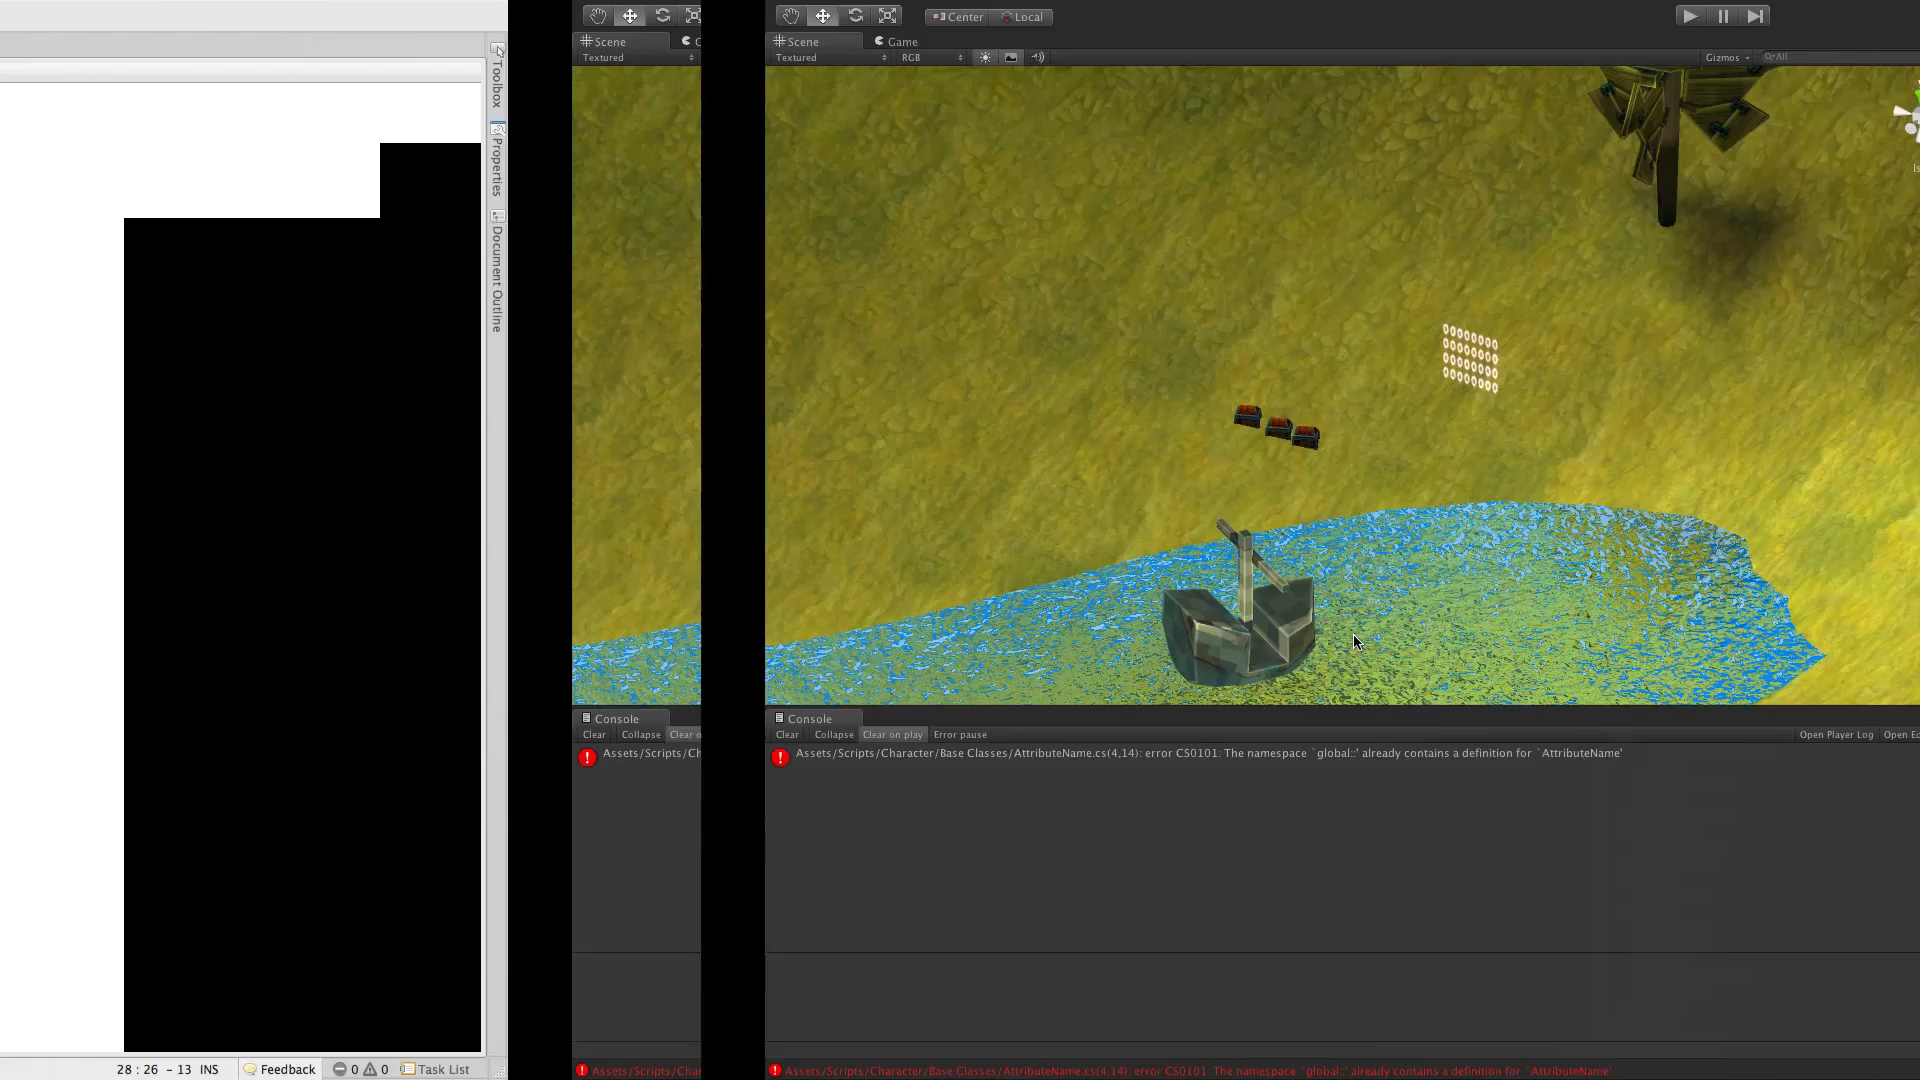 Toolbox
Properties
Document Outline
28 : 26 - 13 INS
Feedback
0
0
Task List
Scene
Textured
Console
Clear
Collapse
Clear o
Assets/Scripts/Ch
Assets/Scripts/Char
Center
Local
Scene
Game
Textured
RGB
Gizmos
All
Console
Clear
Collapse
Clear on play
Error pause
Open Player Log
Open Ed
Assets/Scripts/Character/Base Classes/AttributeName.cs(4,14): error CS0101: The namespace `global::' already contains a definition for `AttributeName'
Assets/Scripts/Character/Base Classes/AttributeName.cs(4,14): error CS0101: The namespace `global::' already contains a definition for `AttributeName'